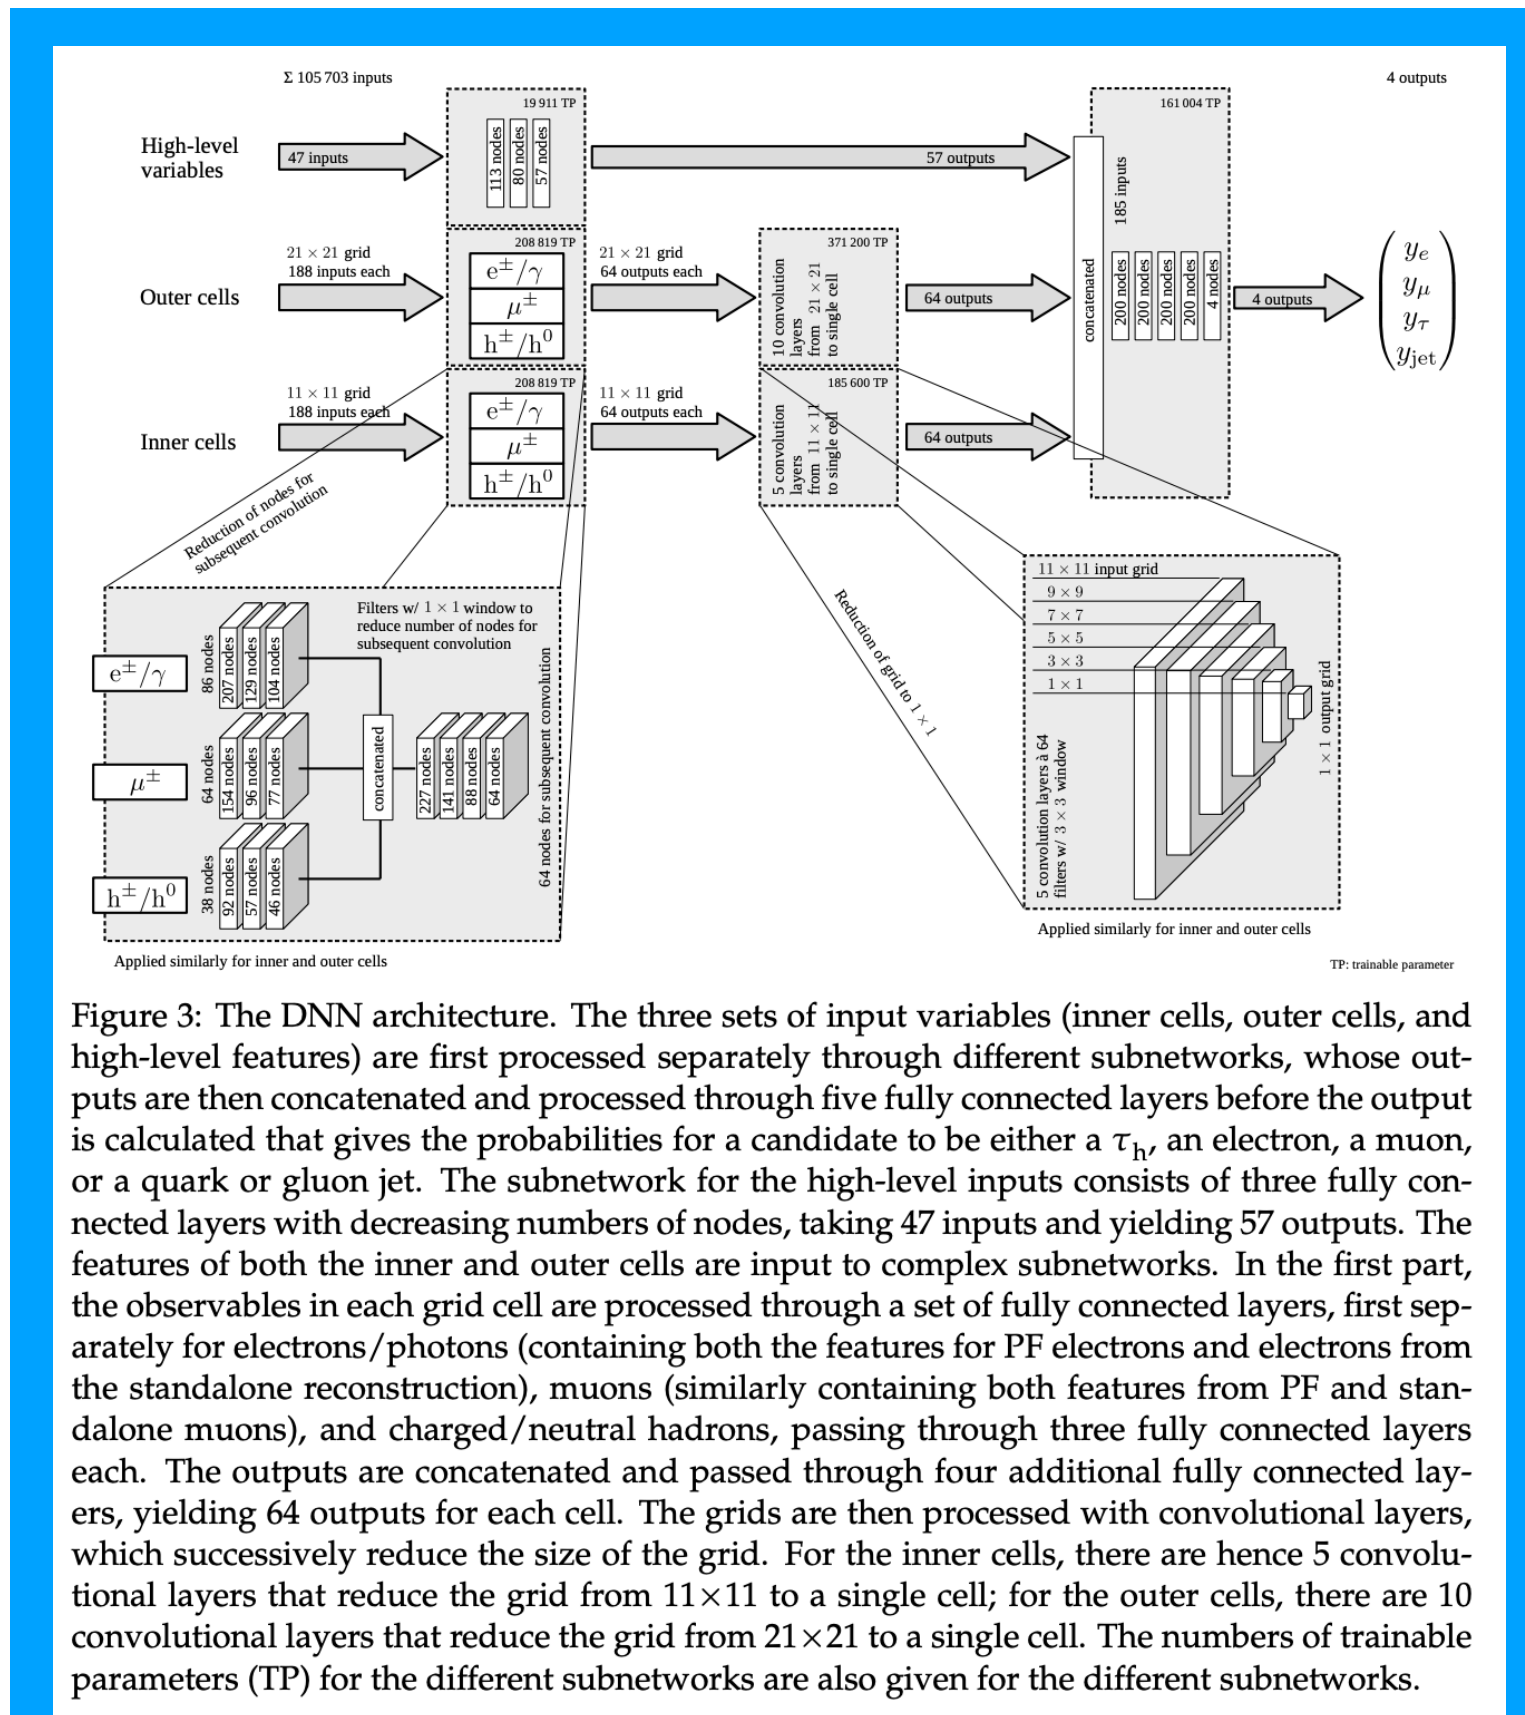 Σ 105 703 inputs
4 outputs
19 911 TP
161 004 TP
High-level
variables
47 inputs
113 nodes
80 nodes
57 nodes
57 outputs
185 inputs
21 × 21 grid
188 inputs each
208 819 TP
21 × 21 grid
64 outputs each
371 200 TP
Outer cells
e±/γ
μ±
h±/h⁰
10 convolution
layers
from 21 × 21
to single cell
64 outputs
concatenated
200 nodes
200 nodes
200 nodes
200 nodes
4 nodes
4 outputs
y_e
y_μ
y_τ
y_jet
11 × 11 grid
188 inputs each
208 819 TP
11 × 11 grid
64 outputs each
185 600 TP
Inner cells
e±/γ
μ±
h±/h⁰
5 convolution
layers
from 11 × 11
to single cell
64 outputs
Reduction of nodes for
subsequent convolution
Filters w/ 1 × 1 window to
reduce number of nodes for
subsequent convolution
e±/γ
86 nodes
207 nodes
129 nodes
104 nodes
μ±
64 nodes
154 nodes
96 nodes
77 nodes
h±/h⁰
38 nodes
92 nodes
57 nodes
46 nodes
concatenated
227 nodes
141 nodes
88 nodes
64 nodes
64 nodes for subsequent convolution
Applied similarly for inner and outer cells
Reduction of grid to 1 × 1
11 × 11 input grid
9 × 9
7 × 7
5 × 5
3 × 3
1 × 1
5 convolution layers à 64
filters w/ 3 × 3 window
1 × 1 output grid
Applied similarly for inner and outer cells
TP: trainable parameter
Figure 3: The DNN architecture. The three sets of input variables (inner cells, outer cells, and
high-level features) are first processed separately through different subnetworks, whose out-
puts are then concatenated and processed through five fully connected layers before the output
is calculated that gives the probabilities for a candidate to be either a τh, an electron, a muon,
or a quark or gluon jet. The subnetwork for the high-level inputs consists of three fully con-
nected layers with decreasing numbers of nodes, taking 47 inputs and yielding 57 outputs. The
features of both the inner and outer cells are input to complex subnetworks. In the first part,
the observables in each grid cell are processed through a set of fully connected layers, first sep-
arately for electrons/photons (containing both the features for PF electrons and electrons from
the standalone reconstruction), muons (similarly containing both features from PF and stan-
dalone muons), and charged/neutral hadrons, passing through three fully connected layers
each. The outputs are concatenated and passed through four additional fully connected lay-
ers, yielding 64 outputs for each cell. The grids are then processed with convolutional layers,
which successively reduce the size of the grid. For the inner cells, there are hence 5 convolu-
tional layers that reduce the grid from 11×11 to a single cell; for the outer cells, there are 10
convolutional layers that reduce the grid from 21×21 to a single cell. The numbers of trainable
parameters (TP) for the different subnetworks are also given for the different subnetworks.